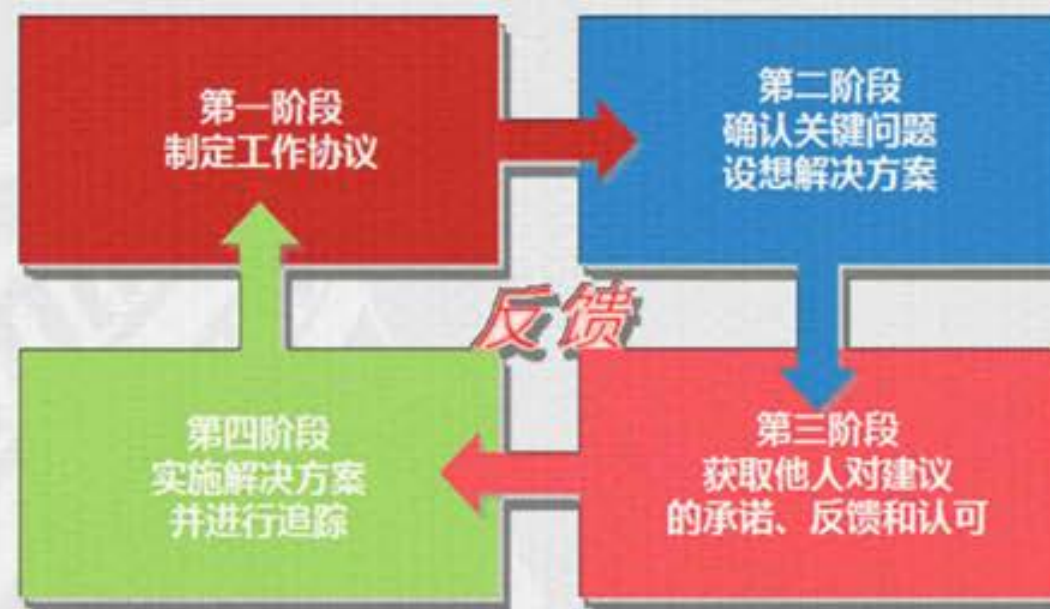 第一阶段
制定工作协议
第二阶段
确认关键问题
设想解决方案
反馈
第三阶段
获取他人对建议
的承诺、反馈和认可
第四阶段
实施解决方案
并进行追踪